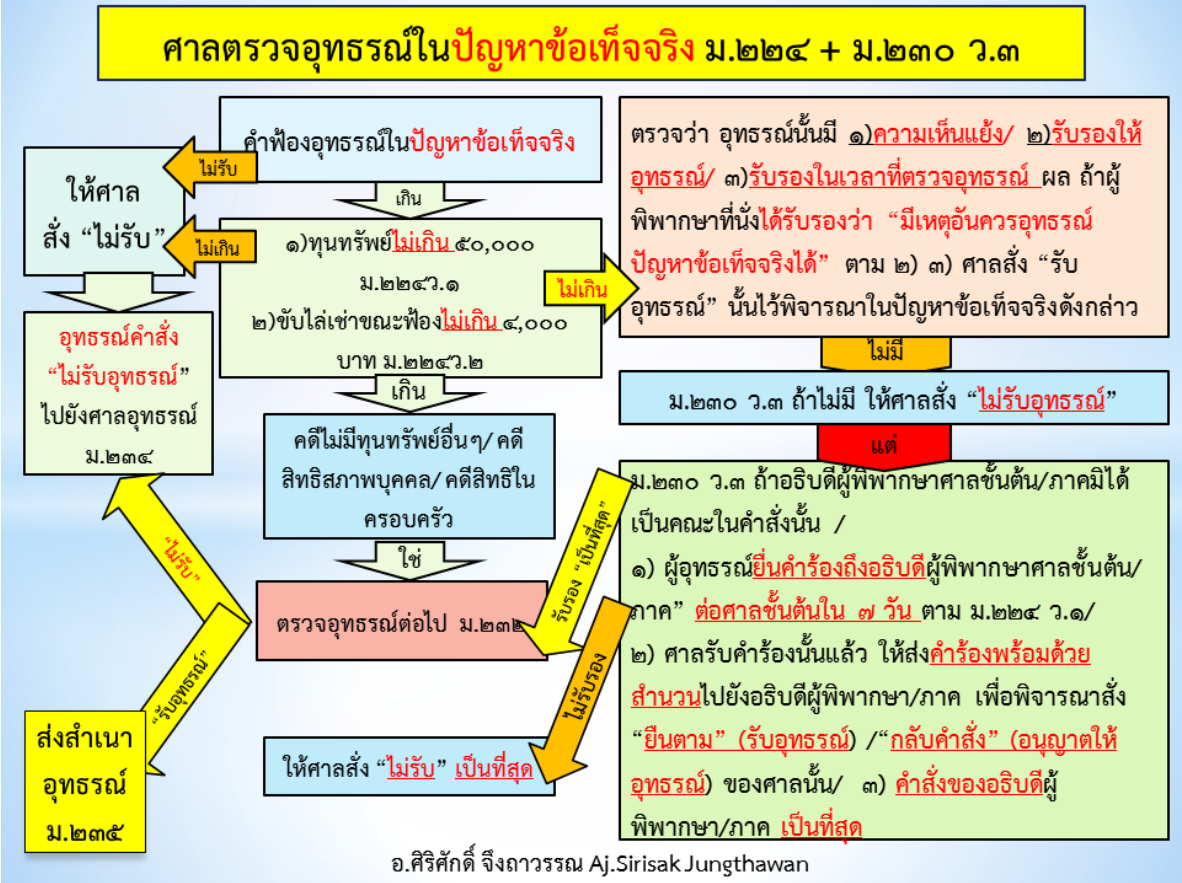 ศาลตรวจอุทธรณ์ในปัญหาข้อเท็จจริง ม.๒๒๔ + ม.๒๓๐ ว.๓
คำฟ้องอุทธรณ์ในปัญหาข้อเท็จจริง
ไม่รับ
ให้ศาล
สั่ง “ไม่รับ”
เกิน
ไม่เกิน
๑)ทุนทรัพย์ไม่เกิน ๕๐,๐๐๐
ม.๒๒๔ว.๑
๒)ขับไล่เช่าขณะฟ้องไม่เกิน ๔,๐๐๐
บาท ม.๒๒๔ว.๒
ไม่เกิน
ตรวจว่า อุทธรณ์นั้นมี ๑)ความเห็นแย้ง/ ๒)รับรองให้
อุทธรณ์/ ๓)รับรองในเวลาที่ตรวจอุทธรณ์ ผล ถ้าผู้
พิพากษาที่นั่งได้รับรองว่า “มีเหตุอันควรอุทธรณ์
ปัญหาข้อเท็จจริงได้” ตาม ๒) ๓) ศาลสั่ง “รับ
อุทธรณ์” นั้นไว้พิจารณาในปัญหาข้อเท็จจริงดังกล่าว
ไม่มี
ม.๒๓๐ ว.๓ ถ้าไม่มี ให้ศาลสั่ง “ไม่รับอุทธรณ์”
แต่
ม.๒๓๐ ว.๓ ถ้าอธิบดีผู้พิพากษาศาลชั้นต้น/ภาคมิได้
เป็นคณะในคำสั่งนั้น /
๑) ผู้อุทธรณ์ยื่นคำร้องถึงอธิบดีผู้พิพากษาศาลชั้นต้น/
ภาค” ต่อศาลชั้นต้นใน ๗ วัน ตาม ม.๒๒๔ ว.๑/
๒) ศาลรับคำร้องนั้นแล้ว ให้ส่งคำร้องพร้อมด้วย
สำนวนไปยังอธิบดีผู้พิพากษา/ภาค เพื่อพิจารณาสั่ง
“ยืนตาม” (รับอุทธรณ์) /“กลับคำสั่ง” (อนุญาตให้
อุทธรณ์) ของศาลนั้น/ ๓) คำสั่งของอธิบดีผู้
พิพากษา/ภาค เป็นที่สุด
อุทธรณ์คำสั่ง
“ไม่รับอุทธรณ์”
ไปยังศาลอุทธรณ์
ม.๒๓๔
เกิน
คดีไม่มีทุนทรัพย์อื่นๆ/ คดี
สิทธิสภาพบุคคล/ คดีสิทธิใน
ครอบครัว
ใช่
ตรวจอุทธรณ์ต่อไป ม.๒๓๒
รับรอง “เป็นที่สุด”
ไม่รับรอง
“ไม่รับ”
“รับอุทธรณ์”
ให้ศาลสั่ง “ไม่รับ” เป็นที่สุด
ส่งสำเนา
อุทธรณ์
ม.๒๓๕
อ.ศิริศักดิ์ จึงถาวรรณ Aj.Sirisak Jungthawan